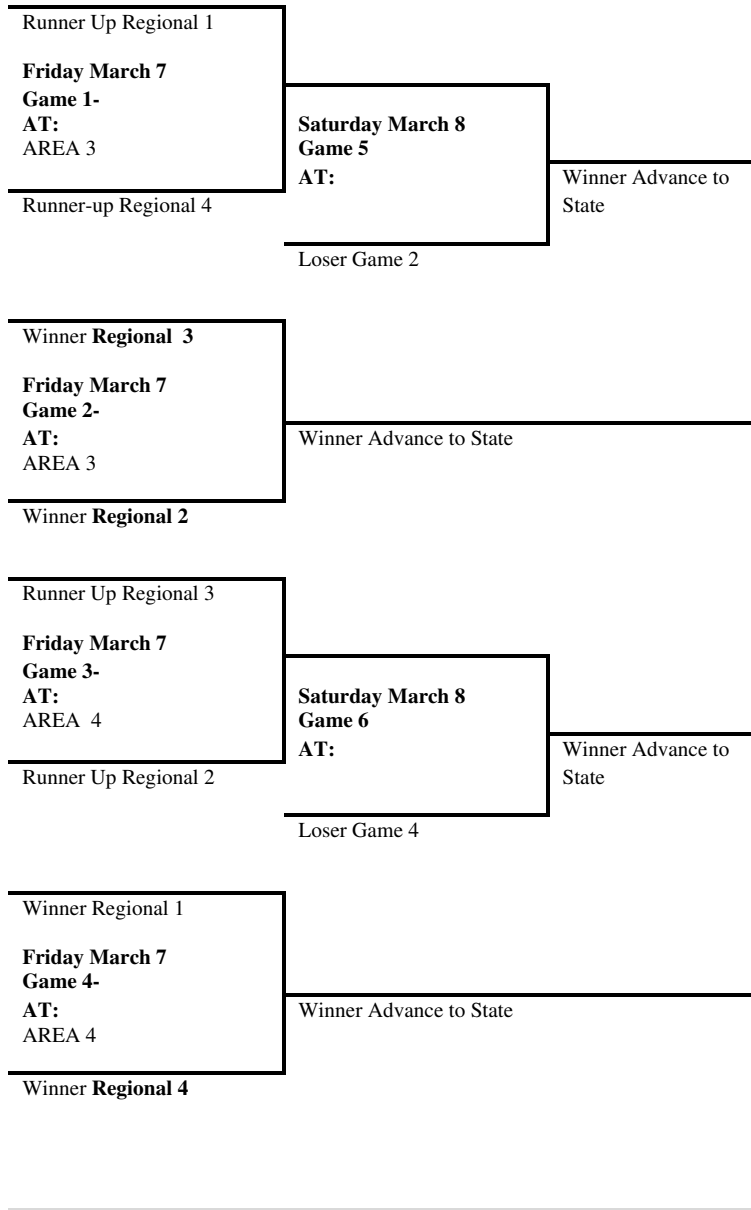 Runner Up Regional 1
Friday March 7
Game 1-
AT:
AREA 3
Runner-up Regional 4
Saturday March 8
Game 5
AT:
Loser Game 2
Winner Advance to
State
Winner Regional 3
Friday March 7
Game 2-
AT:
AREA 3
Winner Regional 2
Winner Advance to State
Runner Up Regional 3
Friday March 7
Game 3-
AT:
AREA 4
Runner Up Regional 2
Saturday March 8
Game 6
AT:
Loser Game 4
Winner Advance to
State
Winner Regional 1
Friday March 7
Game 4-
AT:
AREA 4
Winner Regional 4
Winner Advance to State